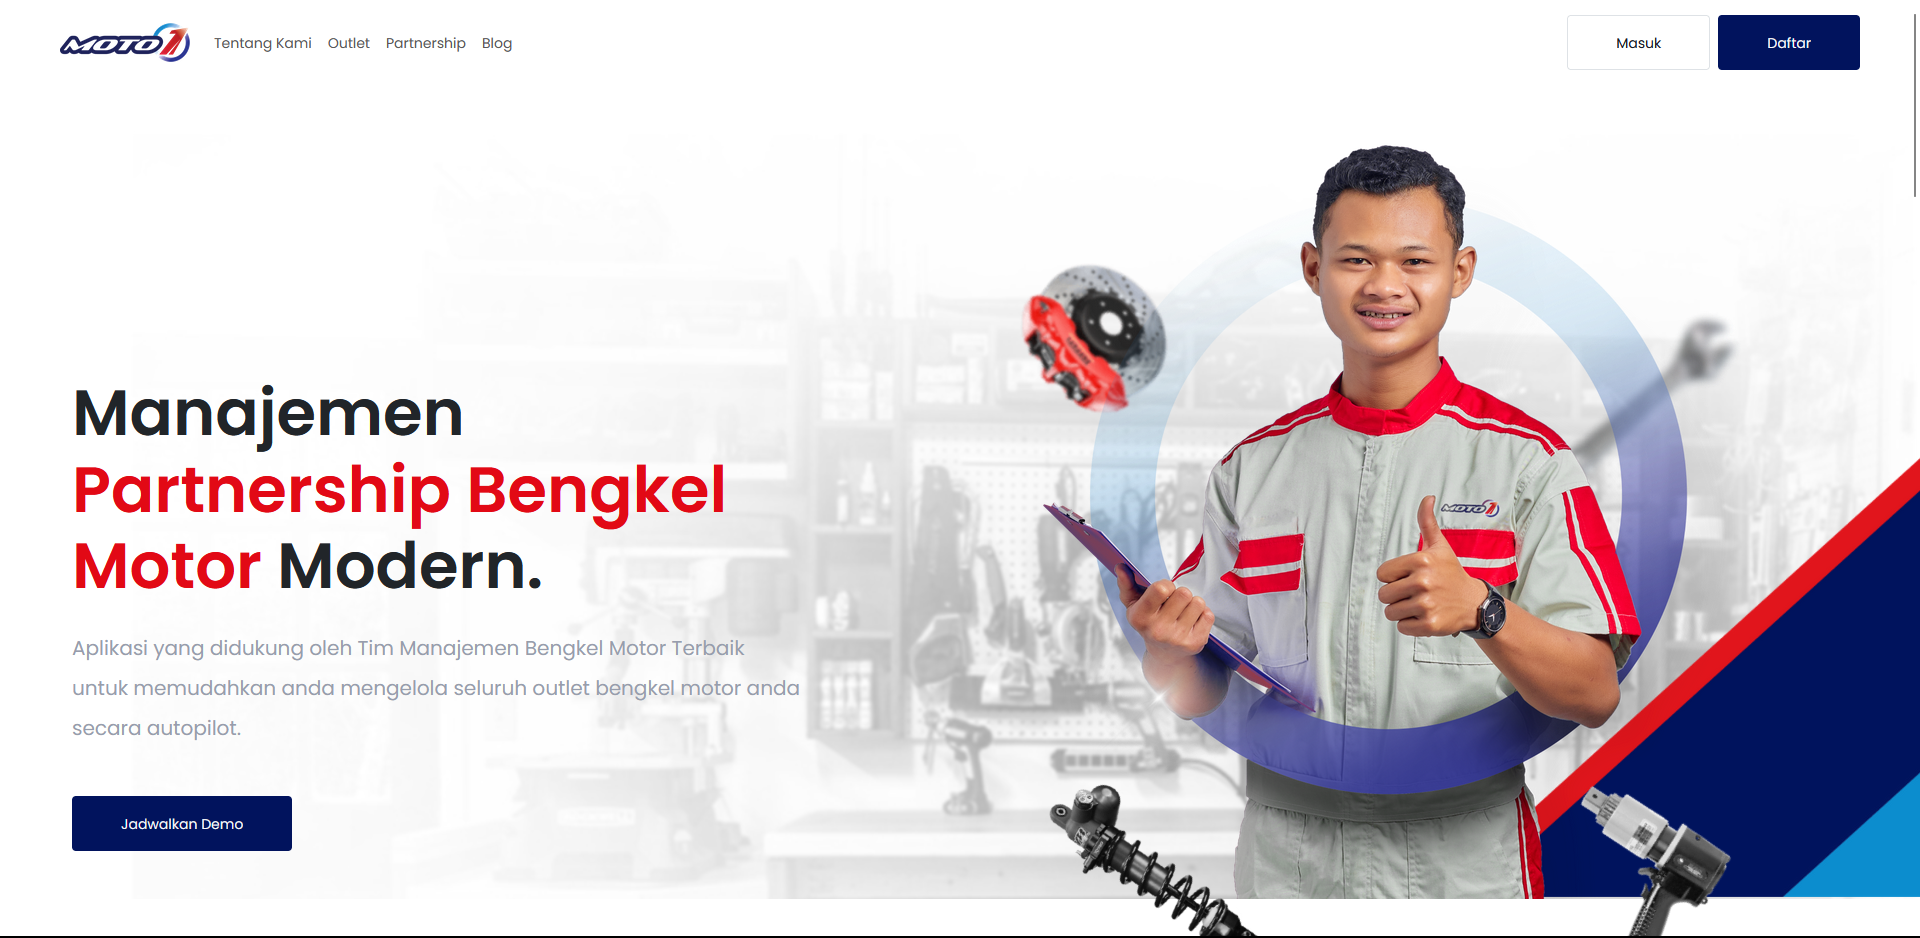 MOTO1
Tentang Kami
Outlet
Partnership
Blog
Masuk
Daftar
Manajemen
Partnership Bengkel
Motor Modern.
Aplikasi yang didukung oleh Tim Manajemen Bengkel Motor Terbaik
untuk memudahkan anda mengelola seluruh outlet bengkel motor anda
secara autopilot.
Jadwalkan Demo
MOTO1